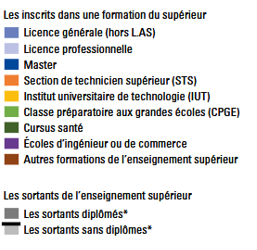 Les inscrits dans une formation du supérieur
Licence générale (hors L.AS)
Licence professionnelle
Master
Section de technicien supérieur (STS)
Institut universitaire de technologie (IUT)
Classe préparatoire aux grandes écoles (CPGE)
Cursus santé
Écoles d'ingénieur ou de commerce
Autres formations de l'enseignement supérieur
Les sortants de l'enseignement supérieur
Les sortants diplômés*
Les sortants sans diplomes*